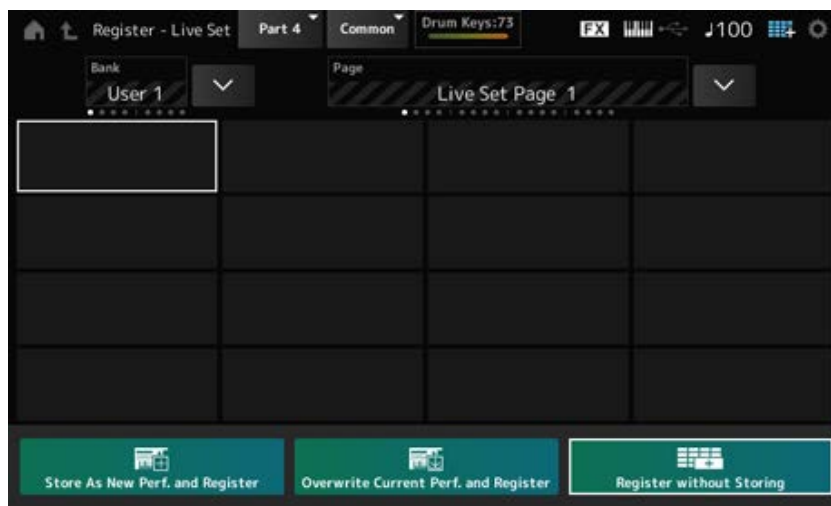 Register - Live Set
Part 4
Common
Drum Keys:73
FX
♩100
Bank
User 1
Page
Live Set Page 1
Store As New Perf. and Register
Overwrite Current Perf. and Register
Register without Storing